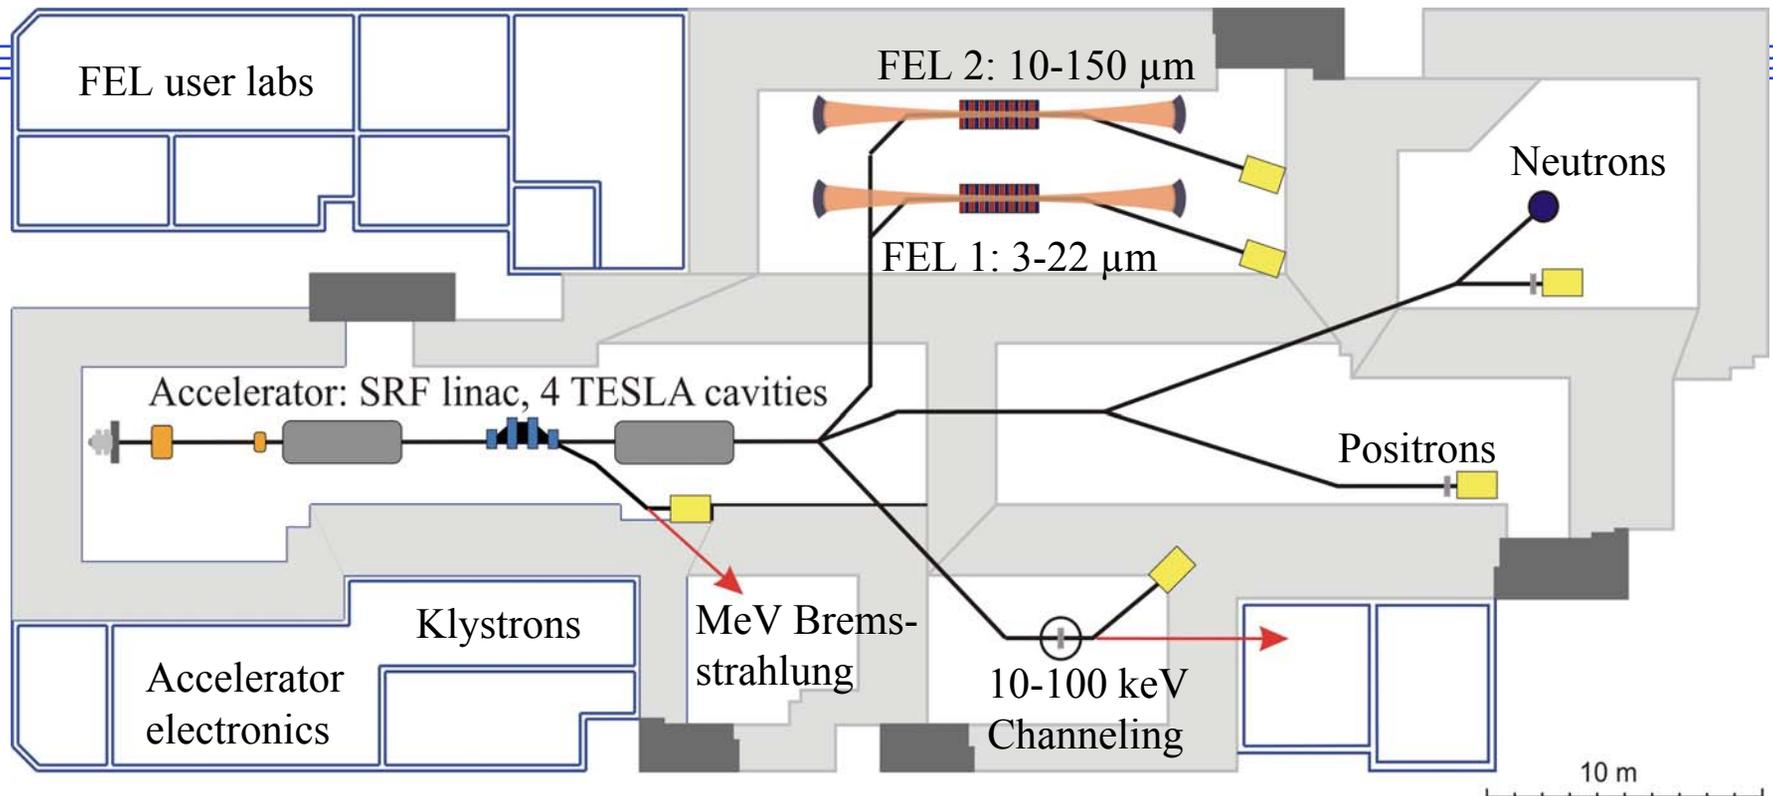 FEL user labs
FEL 2: 10-150 µm
Neutrons
FEL 1: 3-22 µm
Accelerator: SRF linac, 4 TESLA cavities
Positrons
Klystrons
MeV Brems-
strahlung
Accelerator
electronics
10-100 keV
Channeling
10 m